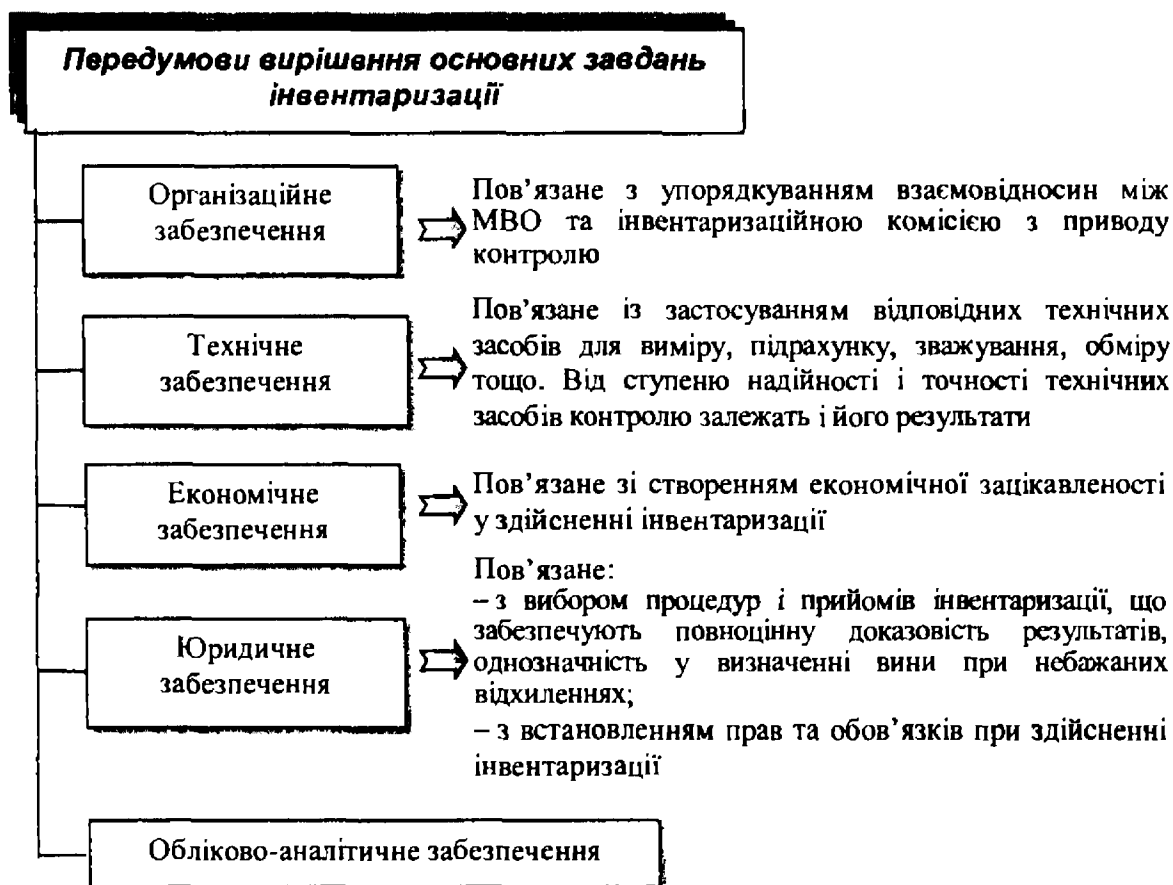 Передумови вирішення основних завдань
інвентаризації
Організаційне
забезпечення
Пов’язане з упорядкуванням взаємовідносин між
МВО та інвентаризаційною комісією з приводу
контролю
Технічне
забезпечення
Пов’язане із застосуванням відповідних технічних
засобів для виміру, підрахунку, зважування, обміру
тощо. Від ступеню надійності і точності технічних
засобів контролю залежать і його результати
Економічне
забезпечення
Пов’язане зі створенням економічної зацікавленості
у здійсненні інвентаризації
Юридичне
забезпечення
Пов’язане:
– з вибором процедур і прийомів інвентаризації, що
забезпечують повноцінну доказовість результатів,
однозначність у визначенні вини при небажаних
відхиленнях;
– з встановленням прав та обов’язків при здійсненні
інвентаризації
Обліково-аналітичне забезпечення